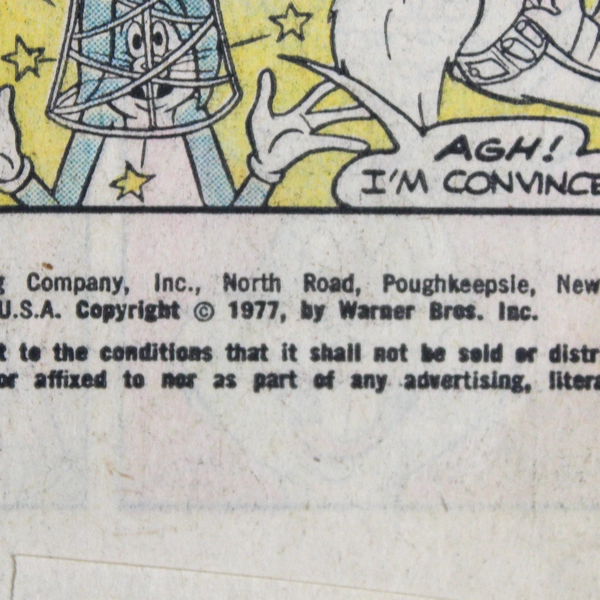 AGH!
I'M CONVINCE
g Company, Inc., North Road, Poughkeepsie, New
U.S.A. Copyright © 1977, by Warner Bros. Inc.
t to the conditions that it shall not be sold or distr
or affixed to nor as part of any advertising, litera